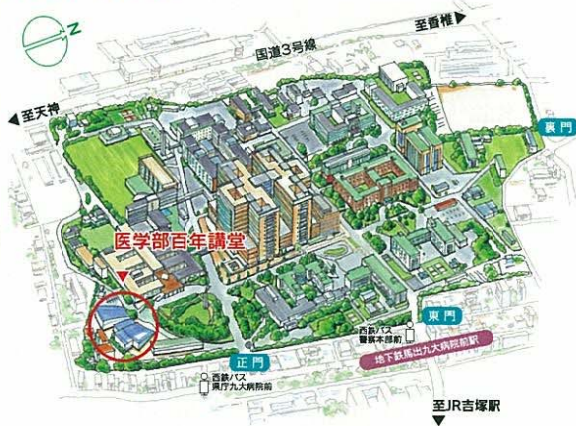 N
国道3号線
至香椎
至天神
裏門
医学部百年講堂
東門
西鉄バス
警察本部前
地下鉄馬出九大病院前駅
正門
西鉄バス
県庁九大病院前
至JR吉塚駅